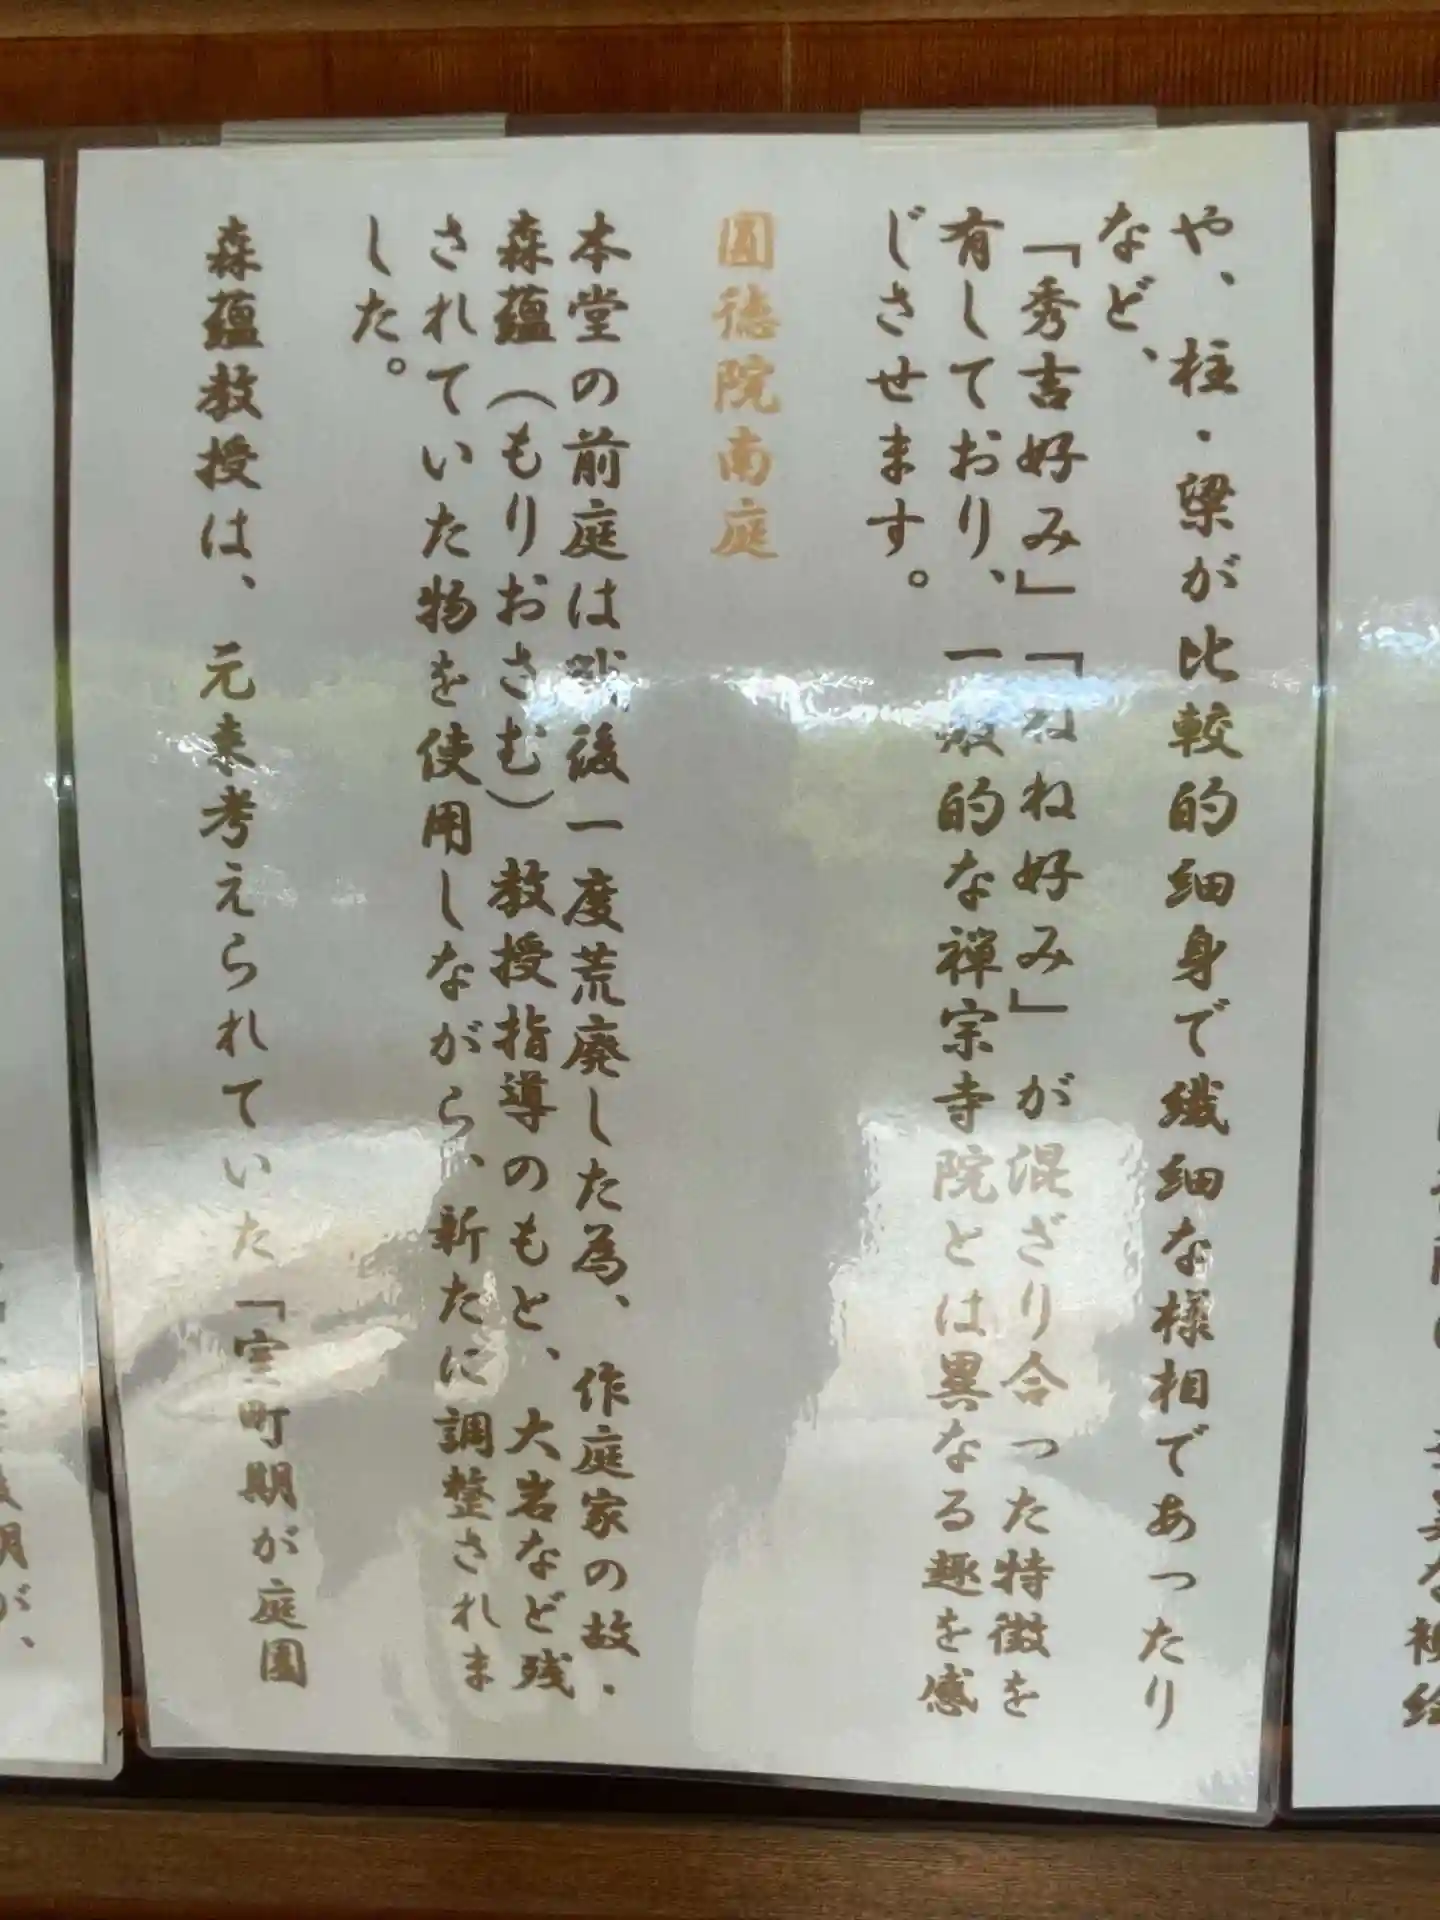 や、柱・梁が比較的細身で繊細な様相であったり
など、
「秀吉好み」「ねね好み」が混ざり合った特徴を
有しており、一般的な禅宗寺院とは異なる趣を感
じさせます。
圓徳院南庭
本堂の前庭は戦後一度荒廃した為、作庭家の故・
森蘊（もりおさむ）教授指導のもと、大岩など残
されていた物を使用しながら、新たに調整されま
した。
森蘊教授は、元来考えられていた「室町期が庭園